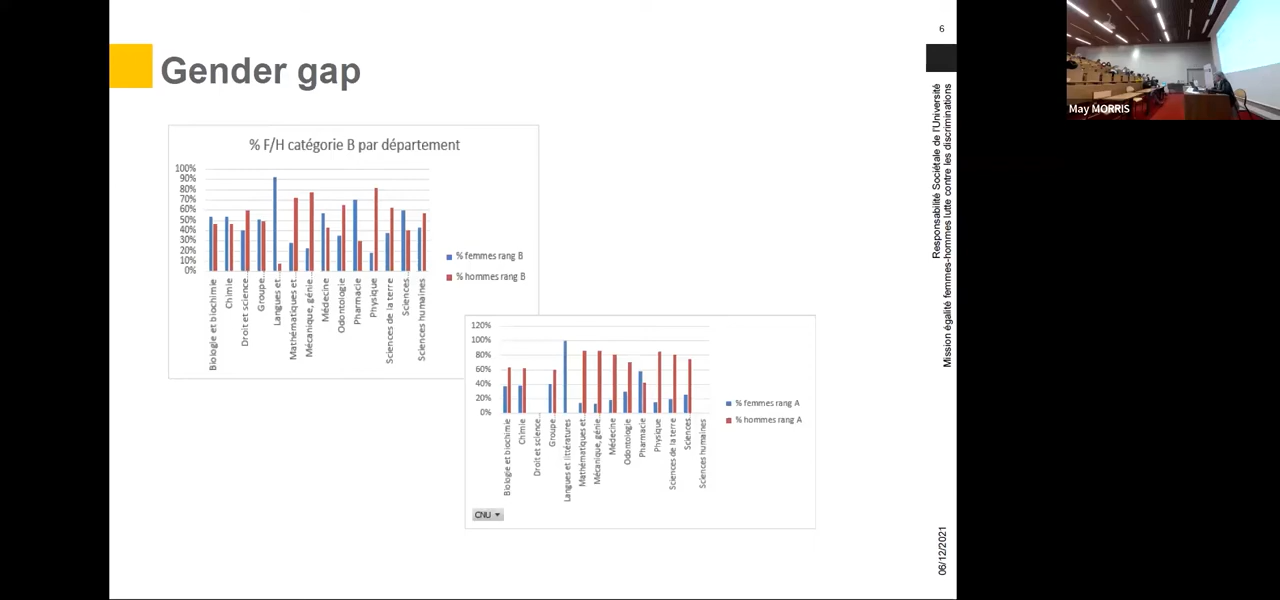 6
Gender gap
% F/H catégorie B par département
100%
90%
80%
70%
60%
50%
40%
30%
20%
10%
0%
Biologie et biochimie
Chimie
Droit et science
Groupe…
Langues et…
Mathématiques et…
Mécanique, génie…
Médecine
Odontologie
Pharmacie
Physique
Sciences de la terre
Sciences
Sciences humaines
% femmes rang B
% hommes rang B
120%
100%
80%
60%
40%
20%
0%
Biologie et biochimie
Chimie
Droit et science…
Groupe…
Langues et littératures
Mathématiques et…
Mécanique, génie…
Médecine
Odontologie
Pharmacie
Physique
Sciences de la terre
Sciences
Sciences humaines
% femmes rang A
% hommes rang A
CNU
Responsabilité Sociétale de l'Université
Mission égalité femmes-hommes lutte contre les discriminations
06/12/2021
May MORRIS